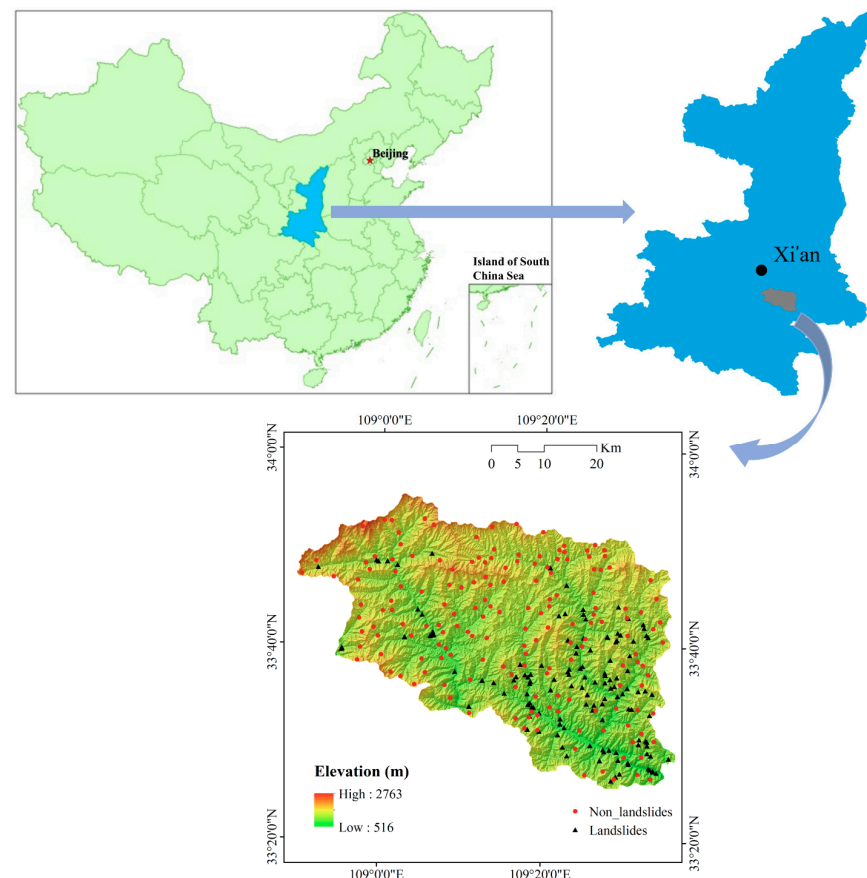 Beijing
Island of South
China Sea
Xi'an
109°0'0"E
109°20'0"E
34°0'0"N
34°0'0"N
Km
0 5 10 20
33°40'0"N
33°40'0"N
Elevation (m)
High : 2763
Low : 516
Non_landslides
Landslides
33°20'0"N
33°20'0"N
109°0'0"E
109°20'0"E